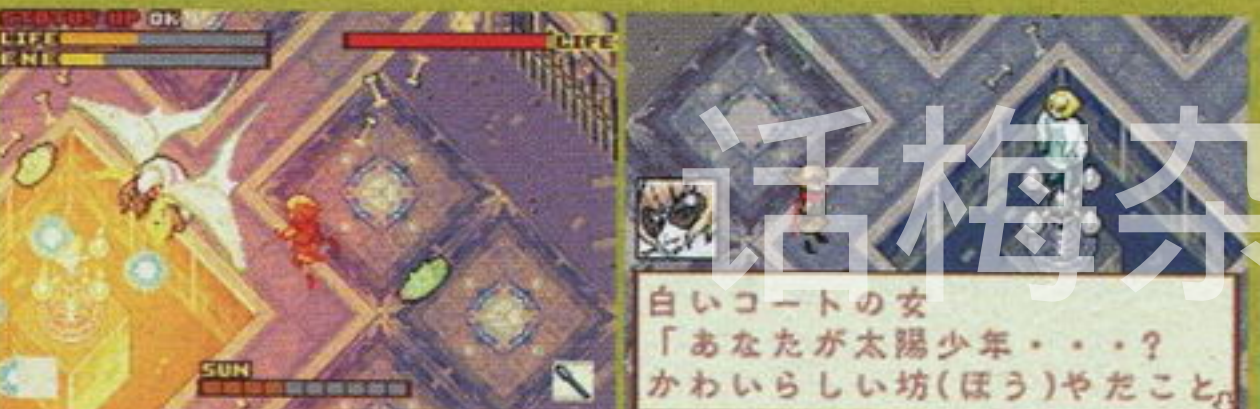 STATUS UP OK
LIFE
ENE
LIFE
SUN
话梅奈
白いコートの女
「あなたが太陽少年・・・?
かわいらしい坊(ぼう)やだこと。